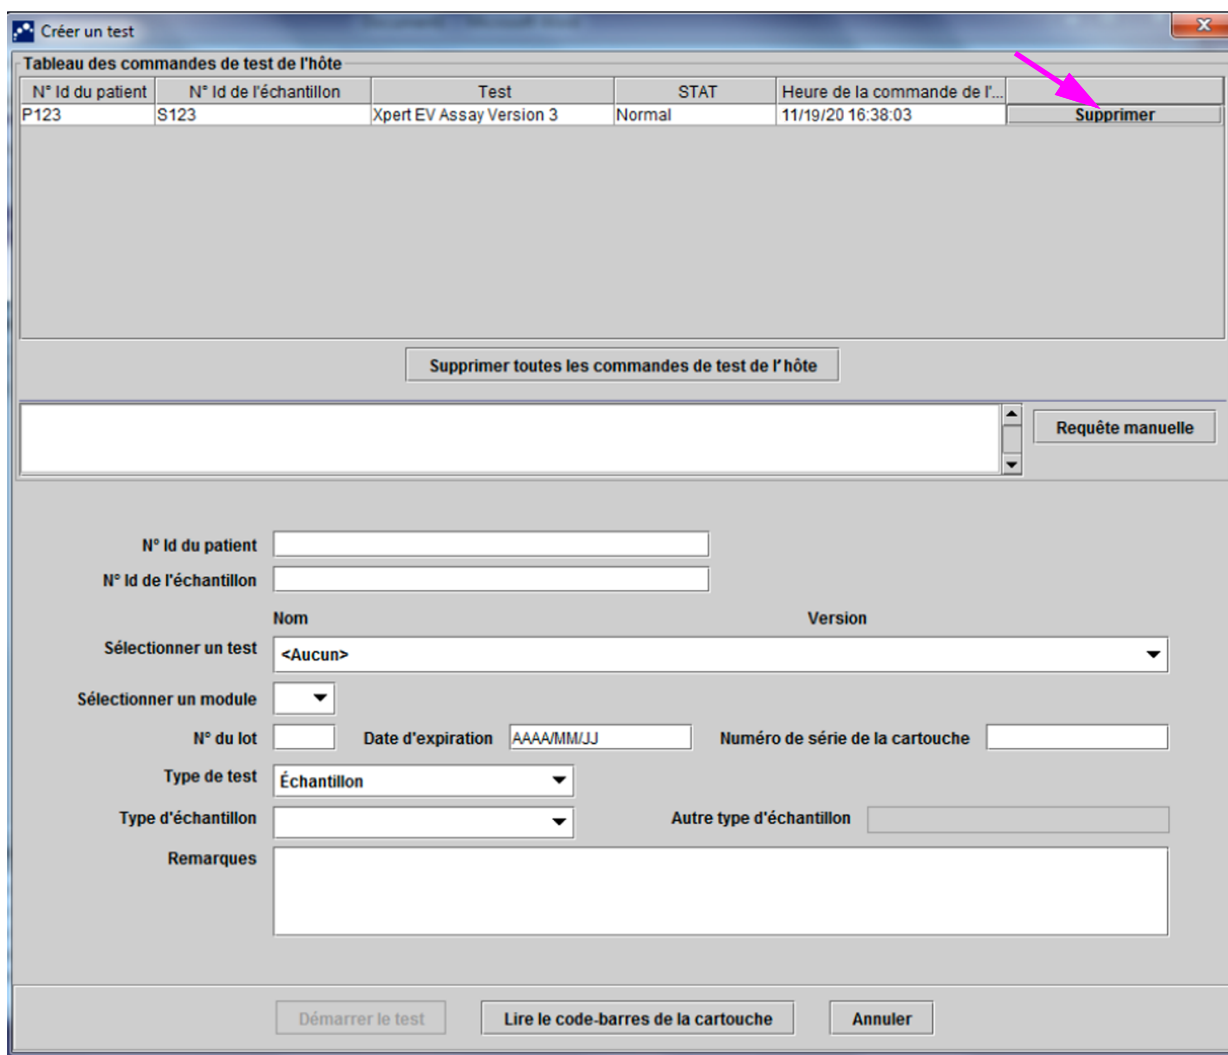 Créer un test
Tableau des commandes de test de l'hôte
N° Id du patient N° Id de l'échantillon Test STAT Heure de la commande de l'...
P123 S123 Xpert EV Assay Version 3 Normal 11/19/20 16:38:03 Supprimer
Supprimer toutes les commandes de test de l'hôte
Requête manuelle
N° Id du patient
N° Id de l'échantillon
Nom Version
Sélectionner un test <Aucun>
Sélectionner un module
N° du lot Date d'expiration AAAA/MM/JJ Numéro de série de la cartouche
Type de test Échantillon
Type d'échantillon Autre type d'échantillon
Remarques
Démarrer le test Lire le code-barres de la cartouche Annuler